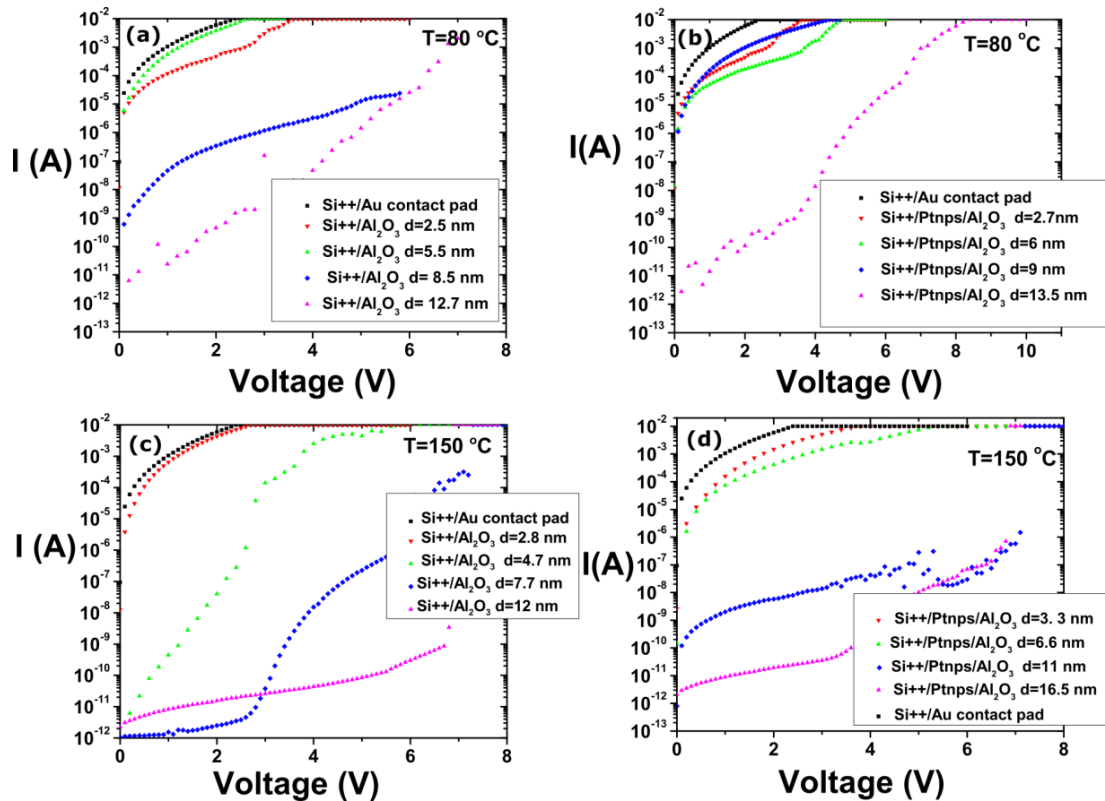 (a)
T=80 °C
I (A)
10-2
10-3
10-4
10-5
10-6
10-7
10-8
10-9
10-10
10-11
10-12
10-13
Si++/Au contact pad
Si++/Al2O3 d=2.5 nm
Si++/Al2O3 d=5.5 nm
Si++/Al2O3 d= 8.5 nm
Si++/Al2O3 d= 12.7 nm
0 2 4 6 8
Voltage (V)
(b)
T=80 °C
I(A)
10-2
10-3
10-4
10-5
10-6
10-7
10-8
10-9
10-10
10-11
10-12
10-13
Si++/Au contact pad
Si++/Ptnps/Al2O3 d=2.7nm
Si++/Ptnps/Al2O3 d=6 nm
Si++/Ptnps/Al2O3 d=9 nm
Si++/Ptnps/Al2O3 d=13.5 nm
0 2 4 6 8 10
Voltage (V)
(c)
T=150 °C
I (A)
10-2
10-3
10-4
10-5
10-6
10-7
10-8
10-9
10-10
10-11
10-12
Si++/Au contact pad
Si++/Al2O3 d=2.8 nm
Si++/Al2O3 d=4.7 nm
Si++/Al2O3 d=7.7 nm
Si++/Al2O3 d=12 nm
0 3 6
Voltage (V)
(d)
T=150 °C
I(A)
10-2
10-3
10-4
10-5
10-6
10-7
10-8
10-9
10-10
10-11
10-12
10-13
Si++/Ptnps/Al2O3 d=3. 3 nm
Si++/Ptnps/Al2O3 d=6.6 nm
Si++/Ptnps/Al2O3 d=11 nm
Si++/Ptnps/Al2O3 d=16.5 nm
Si++/Au contact pad
0 2 4 6 8
Voltage (V)